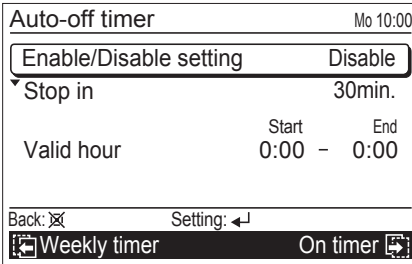 Auto-off timer Mo 10:00
Enable/Disable setting Disable
Stop in 30min.
Start End
Valid hour 0:00 – 0:00
Back: Setting:
Weekly timer On timer